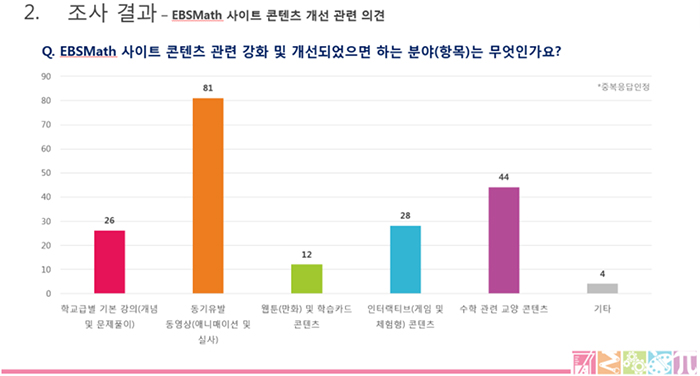 2. 조사 결과 – EBSMath 사이트 콘텐츠 개선 관련 의견
Q. EBSMath 사이트 콘텐츠 관련 강화 및 개선되었으면 하는 분야(항목)는 무엇인가요?
*중복응답인정
90
80
70
60
50
40
30
20
10
0
26
81
12
28
44
4
학교급별 기본 강의(개념
및 문제풀이)
동기유발
동영상(애니메이션 및
실사)
웹툰(만화) 및 학습카드
콘텐츠
인터랙티브(게임 및
체험형) 콘텐츠
수학 관련 교양 콘텐츠
기타